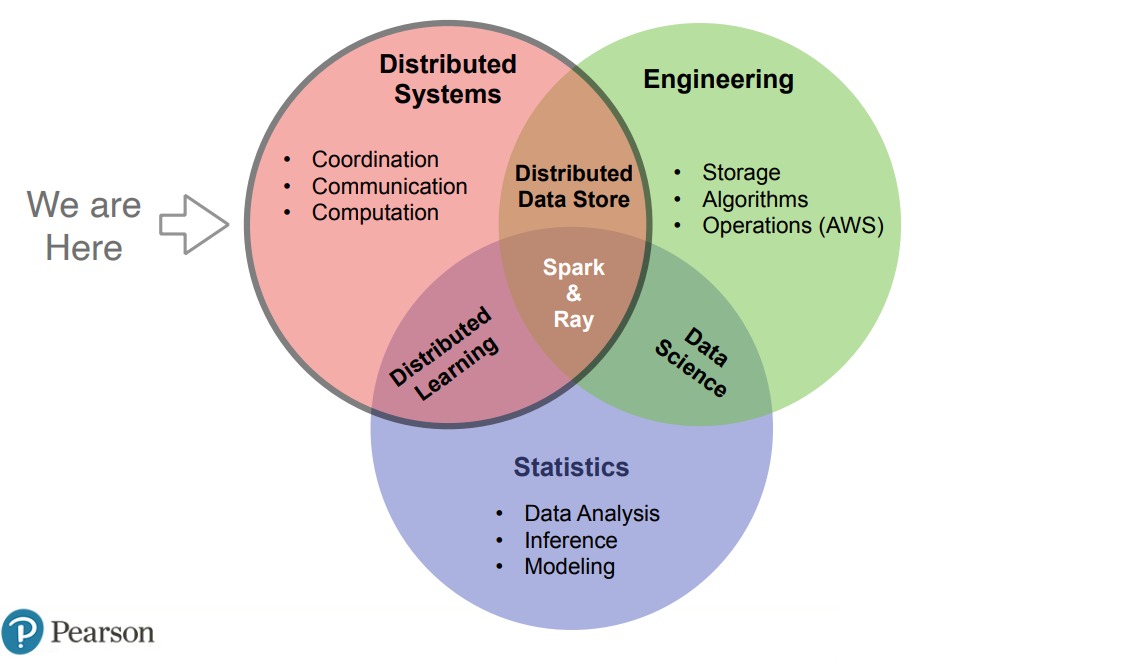 Distributed
Systems
• Coordination
• Communication
• Computation
Engineering
• Storage
• Algorithms
• Operations (AWS)
Distributed
Data Store
We are
Here
Spark
&
Ray
Distributed
Learning
Data
Science
Statistics
• Data Analysis
• Inference
• Modeling
Pearson